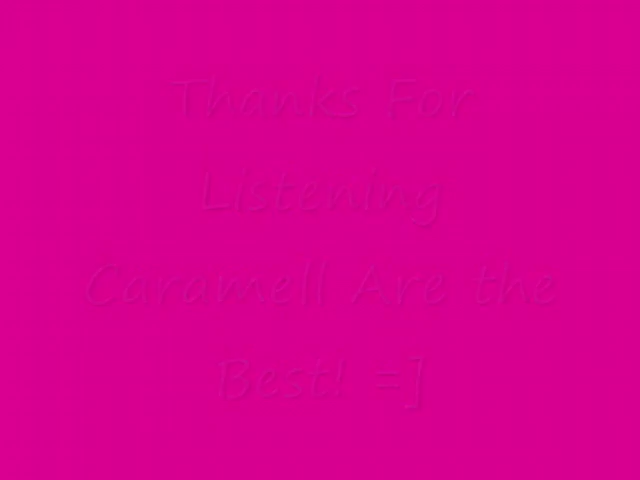 Thanks For
Listening
Caramell Are the
Best! =]